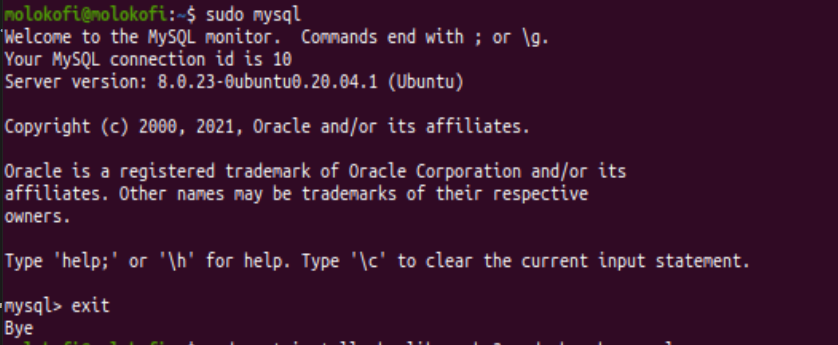 molokofi@molokofi:~$ sudo mysql
Welcome to the MySQL monitor.  Commands end with ; or \g.
Your MySQL connection id is 10
Server version: 8.0.23-0ubuntu0.20.04.1 (Ubuntu)
Copyright (c) 2000, 2021, Oracle and/or its affiliates.
Oracle is a registered trademark of Oracle Corporation and/or its
affiliates. Other names may be trademarks of their respective
owners.
Type 'help;' or '\h' for help. Type '\c' to clear the current input statement.
mysql> exit
Bye